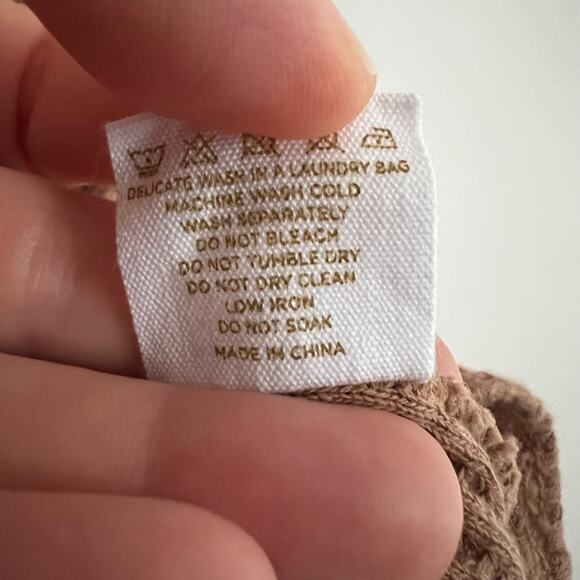 DELICATE WASH IN A LAUNDRY BAG
MACHINE WASH COLD
WASH SEPARATELY
DO NOT BLEACH
DO NOT TUMBLE DRY
DO NOT DRY CLEAN
LOW IRON
DO NOT SOAK
MADE IN CHINA